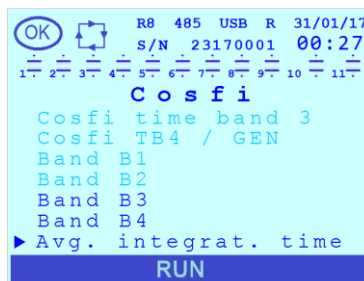 OK R8 485 USB R 31/01/17
S/N 23170001 00:27
1 2 3 4 5 6 7 8 9 10 11
Cosfi
Cosfi time band 3
Cosfi TB4 / GEN
Band B1
Band B2
Band B3
Band B4
Avg. integrat. time
RUN